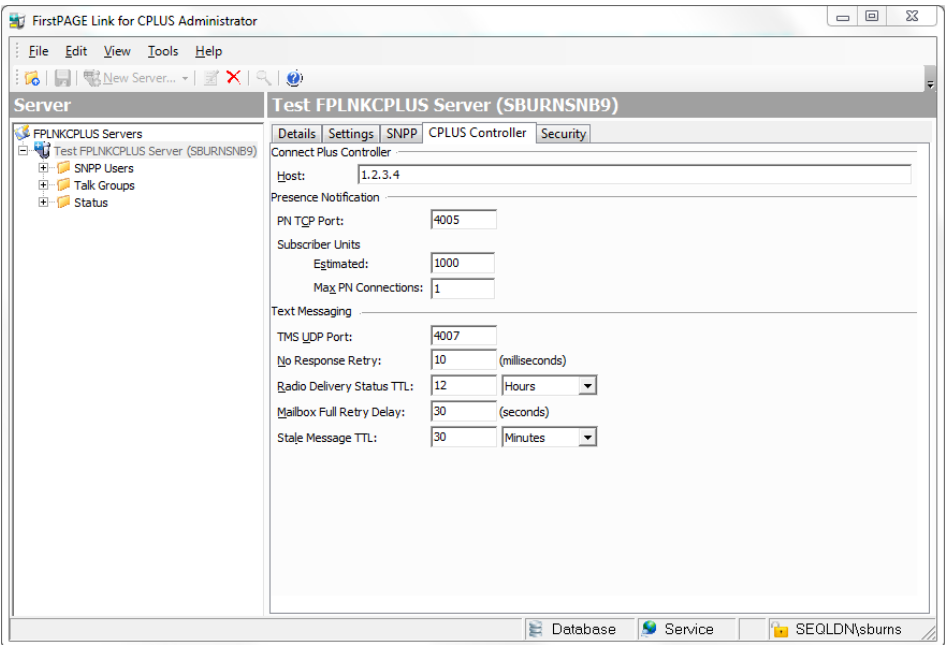 FirstPAGE Link for CPLUS Administrator
File Edit View Tools Help
New Server...
Server
Test FPLNKCPLUS Server (SBURNSNB9)
FPLNKCPLUS Servers
Test FPLNKCPLUS Server (SBURNSNB9)
SNPP Users
Talk Groups
Status
Details Settings SNPP CPLUS Controller Security
Connect Plus Controller
Host: 1.2.3.4
Presence Notification
PN TCP Port: 4005
Subscriber Units
Estimated: 1000
Max PN Connections: 1
Text Messaging
TMS UDP Port: 4007
No Response Retry: 10 (milliseconds)
Radio Delivery Status TTL: 12 Hours
Mailbox Full Retry Delay: 30 (seconds)
Stale Message TTL: 30 Minutes
Database Service SEQLDN\sburns